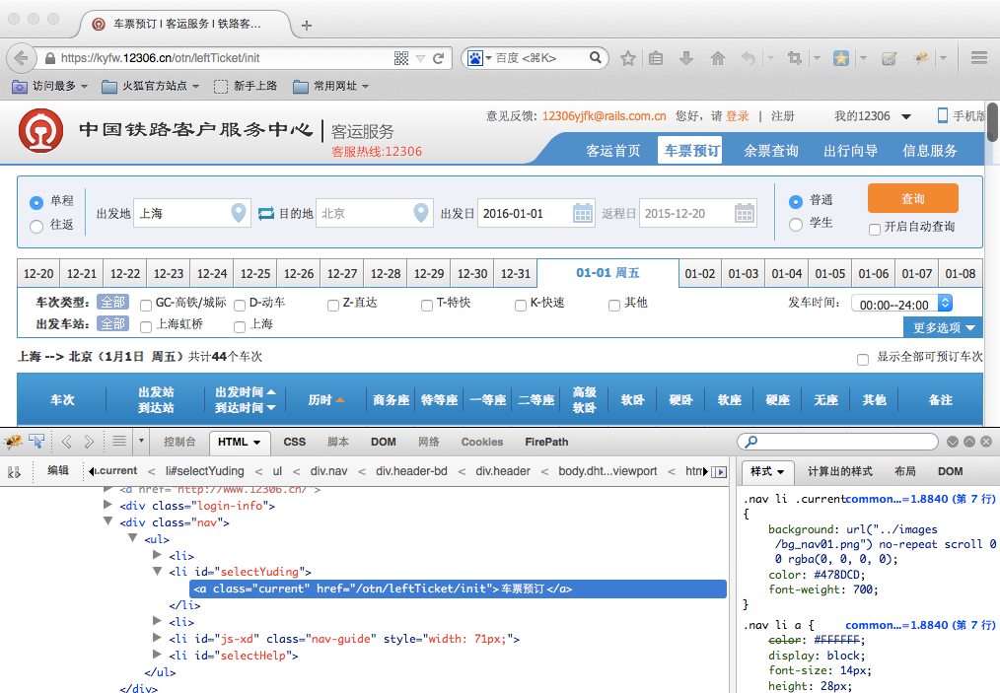 车票预订 | 客运服务 | 铁路客...
https://kyfw.12306.cn/otn/leftTicket/init
百度 <⌘K>
访问最多 火狐官方站点 新手上路 常用网址
中国铁路客户服务中心 | 客运服务
客服热线:12306
意见反馈: 12306yjfk@rails.com.cn 您好，请 登录 | 注册 我的12306 手机版
客运首页 车票预订 余票查询 出行向导 信息服务
单程
往返
出发地 上海 目的地 北京 出发日 2016-01-01 返程日 2015-12-20
普通
学生
查询
开启自动查询
12-20 12-21 12-22 12-23 12-24 12-25 12-26 12-27 12-28 12-29 12-30 12-31 01-01 周五 01-02 01-03 01-04 01-05 01-06 01-07 01-08
车次类型: 全部 GC-高铁/城际 D-动车 Z-直达 T-特快 K-快速 其他 发车时间: 00:00--24:00
出发车站: 全部 上海虹桥 上海
更多选项
上海 --> 北京（1月1日 周五）共计44个车次 显示全部可预订车次
车次 出发站 到达站 出发时间 到达时间 历时 商务座 特等座 一等座 二等座 高级软卧 软卧 硬卧 软座 硬座 无座 其他 备注
控制台 HTML CSS 脚本 DOM 网络 Cookies FirePath
编辑 .current < li#selectYuding < ul < div.nav < div.header-bd < div.header < body.dht...viewport < htm
样式 计算出的样式 布局 DOM
<a href="http://www.12306.cn/">
<div class="login-info">
<div class="nav">
<ul>
<li>
<li id="selectYuding">
<a class="current" href="/otn/leftTicket/init">车票预订</a>
</li>
<li>
<li id="js-xd" class="nav-guide" style="width: 71px;">
<li id="selectHelp">
</ul>
</div>
.nav li .current common...=1.8840 (第 7 行)
{
background: url("../images
/bg_nav01.png") no-repeat scroll 0
0 rgba(0, 0, 0, 0);
color: #478DCD;
font-weight: 700;
}
.nav li a { common...=1.8840 (第 7 行)
color: #FFFFFF;
display: block;
font-size: 14px;
height: 28px;